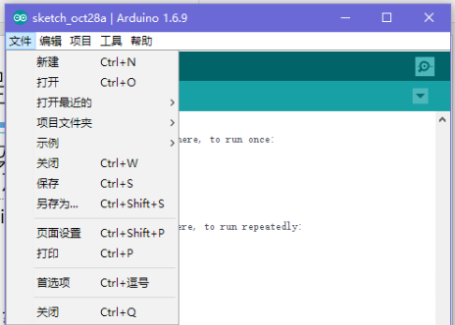 sketch_oct28a | Arduino 1.6.9
文件 编辑 项目 工具 帮助
新建 Ctrl+N
打开 Ctrl+O
打开最近的
项目文件夹
示例
here, to run once:
关闭 Ctrl+W
保存 Ctrl+S
另存为... Ctrl+Shift+S
页面设置 Ctrl+Shift+P
ere, to run repeatedly:
打印 Ctrl+P
首选项 Ctrl+逗号
关闭 Ctrl+Q